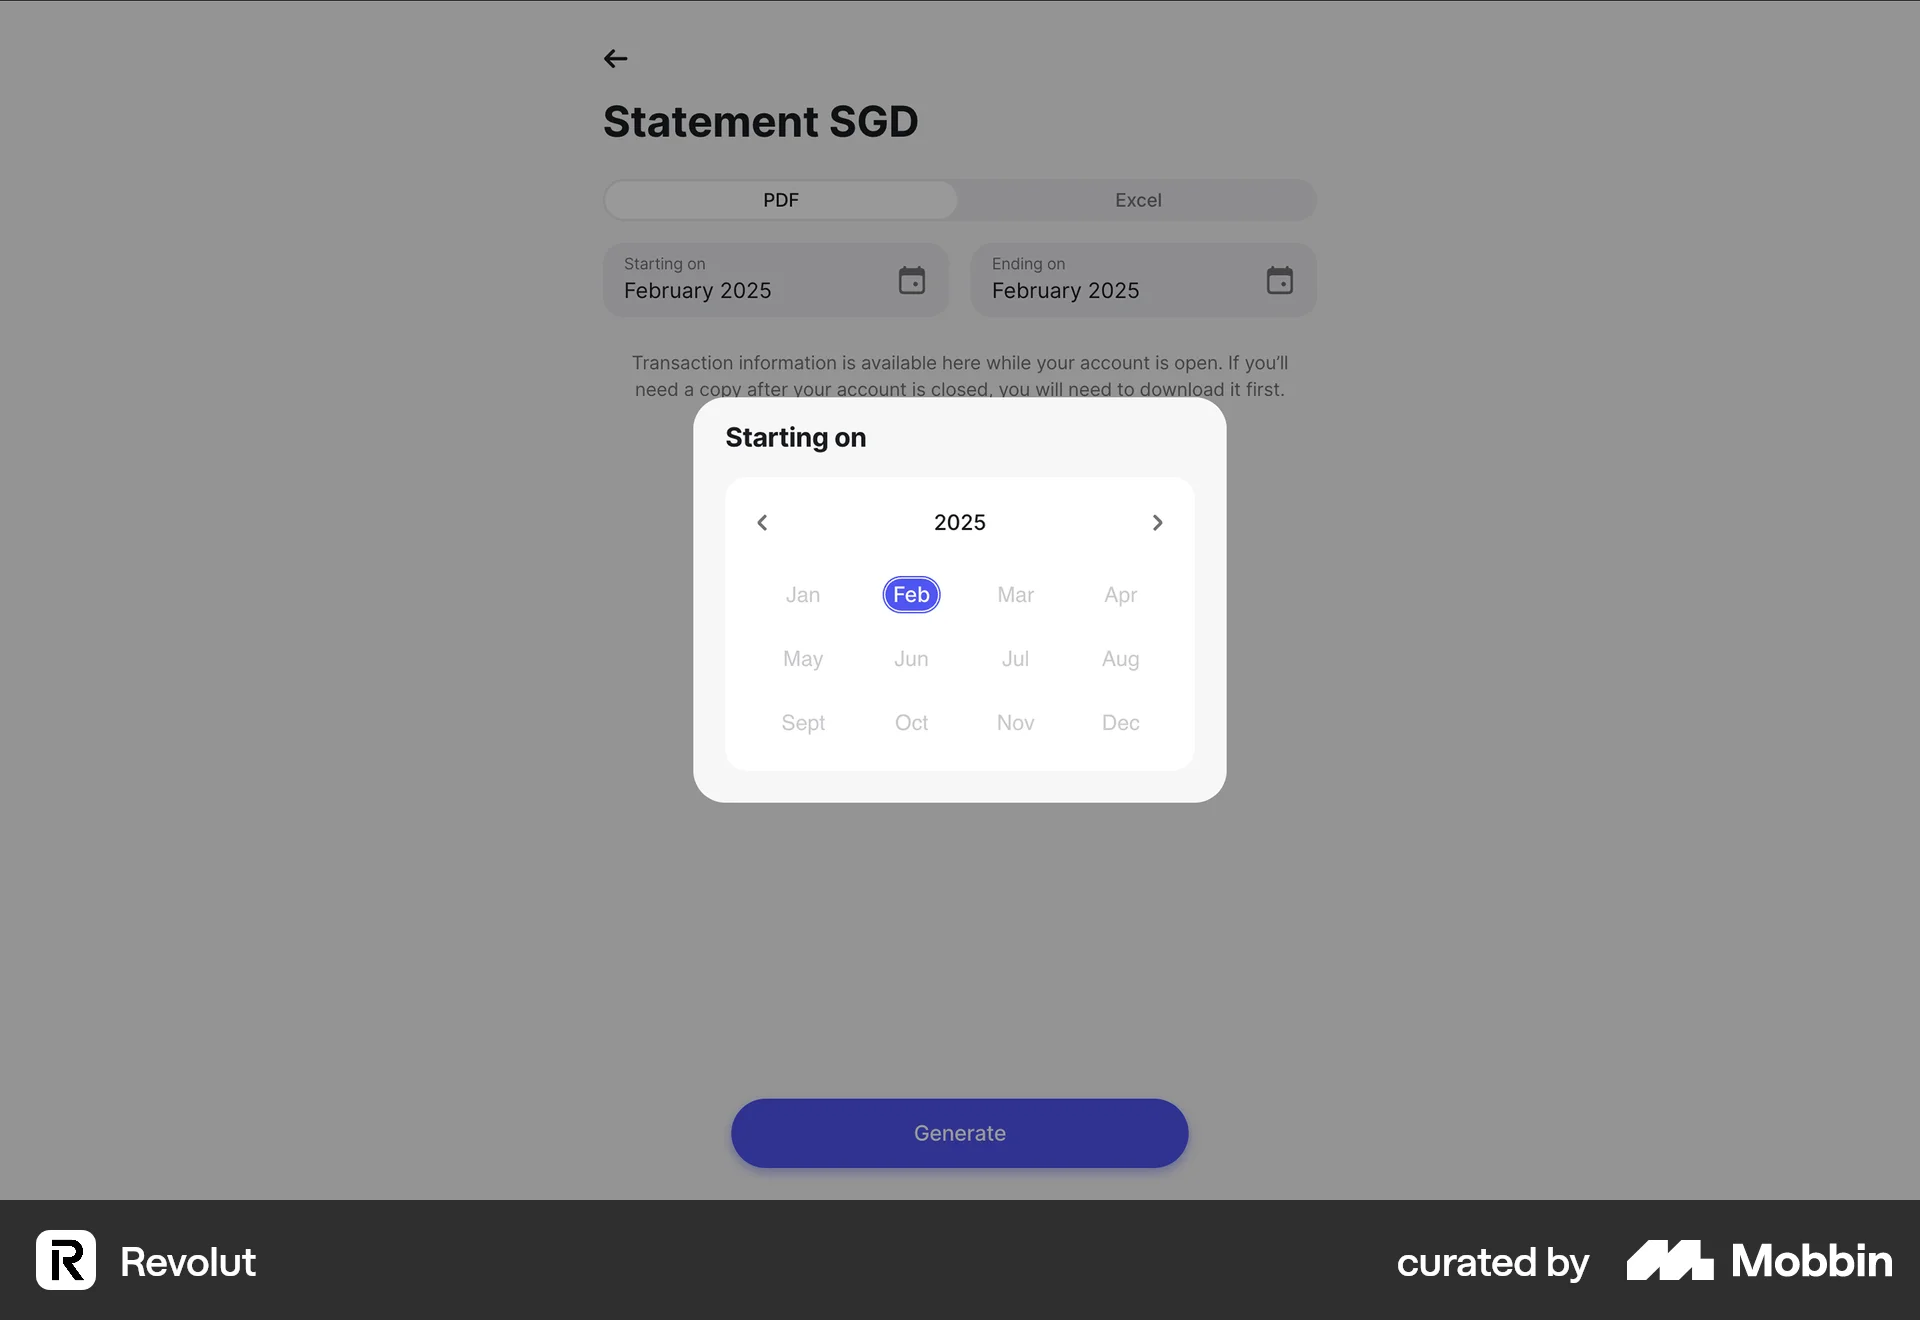 Statement SGD
PDF
Excel
Starting on
February 2025
Ending on
February 2025
Transaction information is available here while your account is open. If you’ll
need a copy after your account is closed, you will need to download it first.
Starting on
2025
Jan Feb Mar Apr
May Jun Jul Aug
Sept Oct Nov Dec
Generate
Revolut
curated by Mobbin